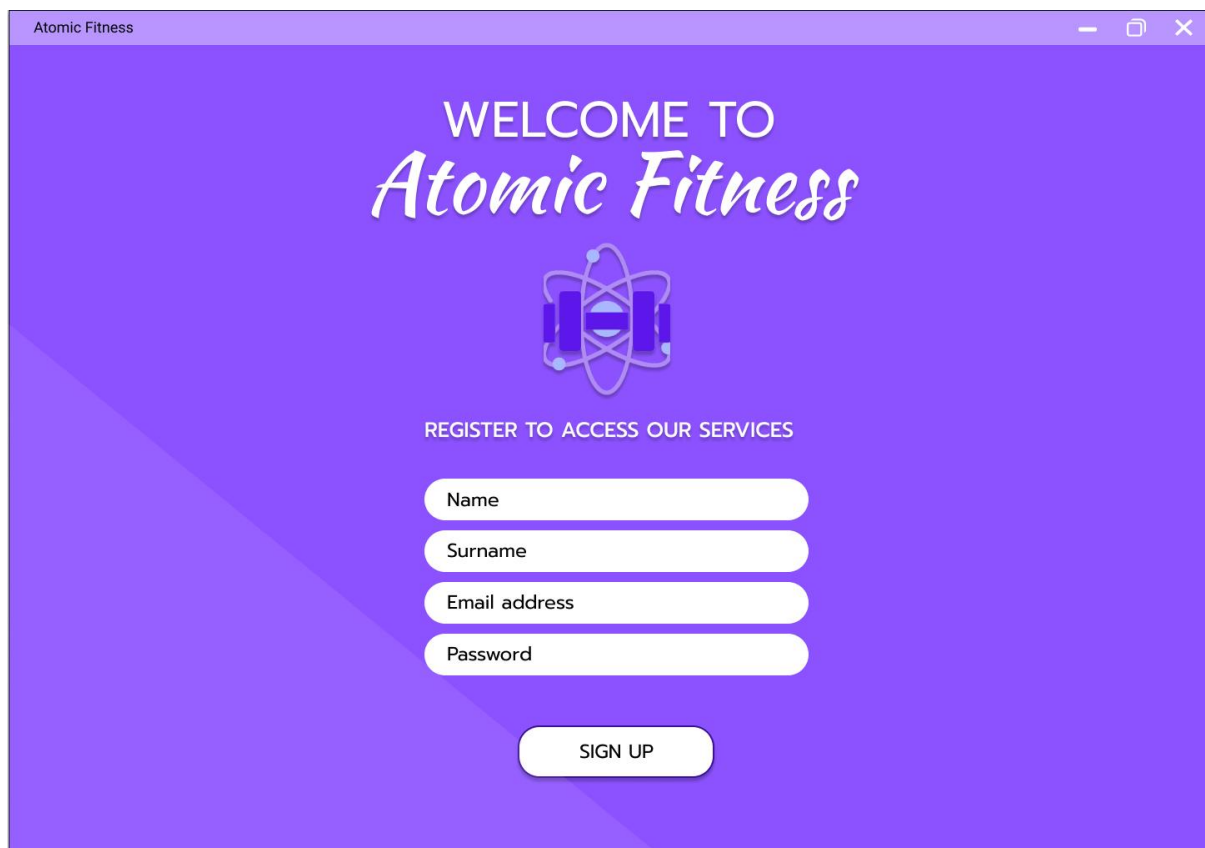 Atomic Fitness
WELCOME TO
Atomic Fitness
REGISTER TO ACCESS OUR SERVICES
Name
Surname
Email address
Password
SIGN UP